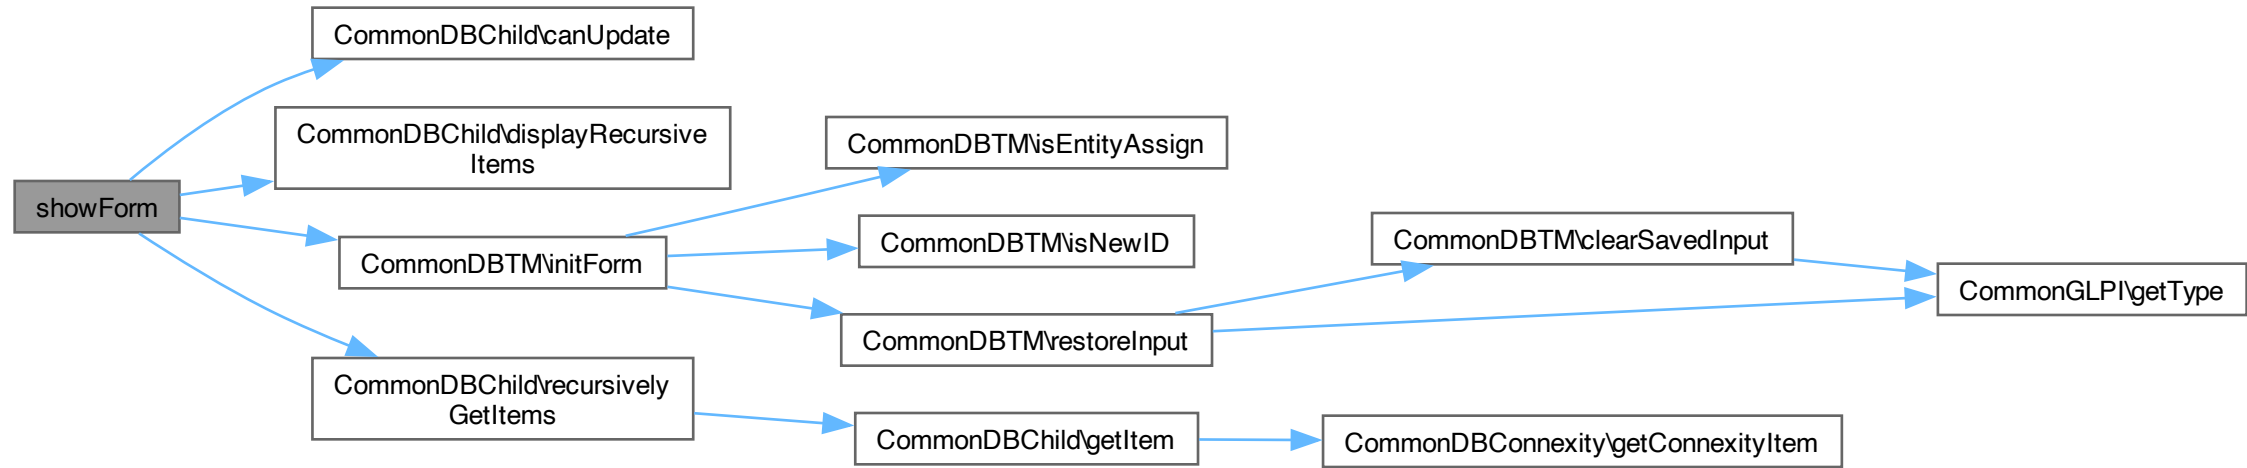 CommonDBChild\canUpdate
CommonDBChild\displayRecursive
Items
showForm
CommonDBTM\initForm
CommonDBChild\recursively
GetItems
CommonDBTM\isEntityAssign
CommonDBTM\isNewID
CommonDBTM\restoreInput
CommonDBChild\getItem
CommonDBTM\clearSavedInput
CommonDBConnexity\getConnexityItem
CommonGLPI\getType